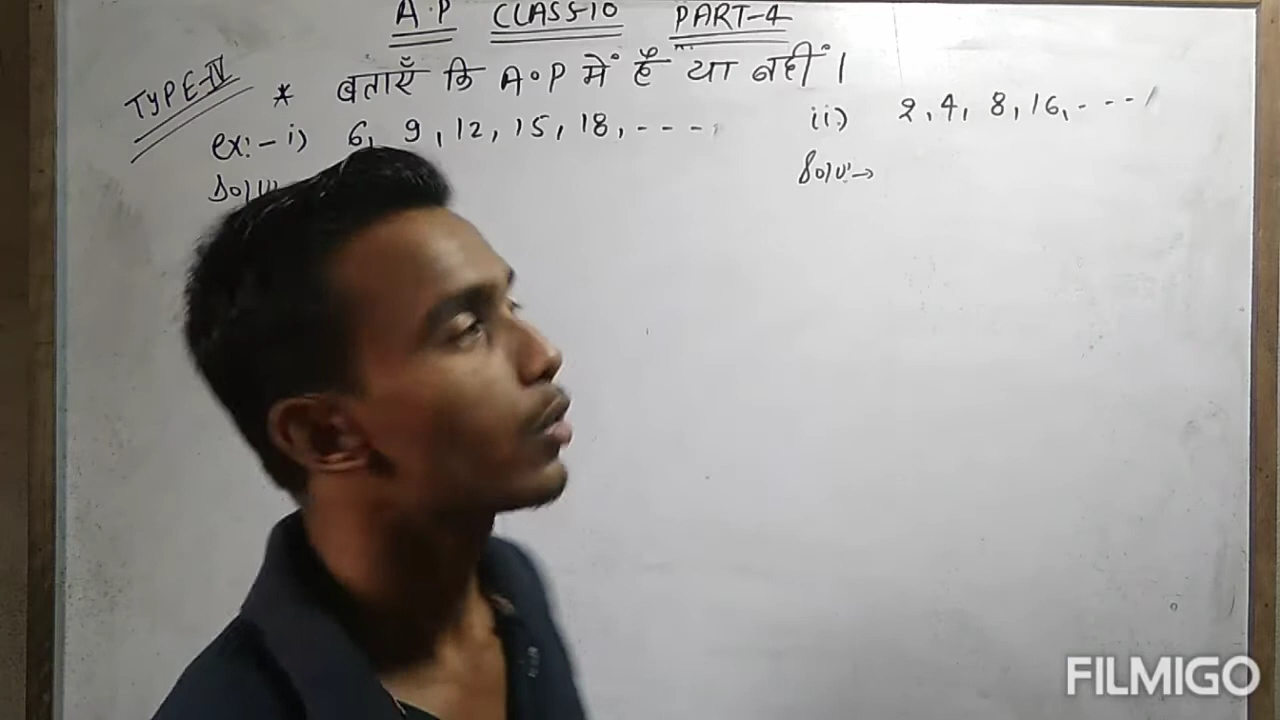 A.P CLASS-10 PART-4
TYPE-IV * बताएँ कि A.P में है या नहीं ।
ex:- i) 6, 9, 12, 15, 18, ----,
ii) 2, 4, 8, 16, ----,
Solu
Solu:→
FILMIGO